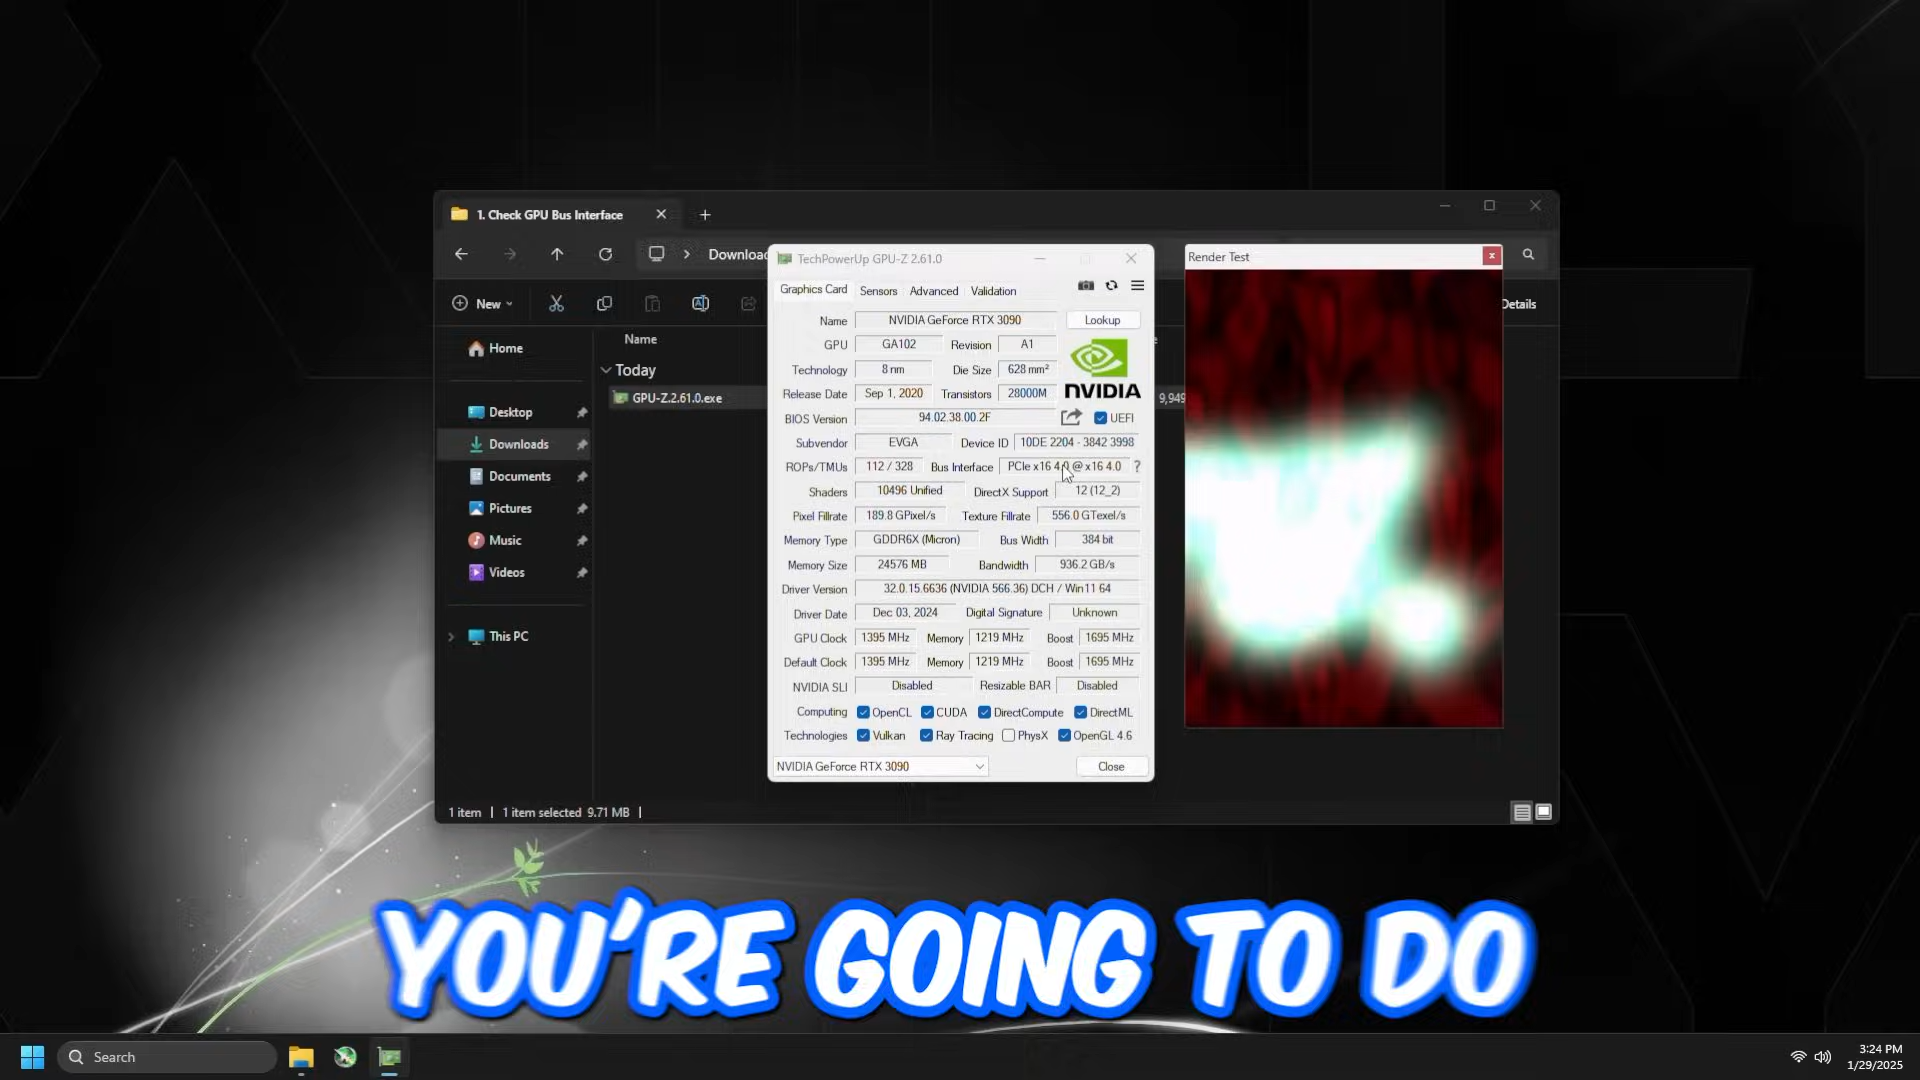 1. Check GPU Bus Interface
Downloa
New
Details
Home
Desktop
Downloads
Documents
Pictures
Music
Videos
This PC
Name
Today
GPU-Z.2.61.0.exe
9,949
1 item | 1 item selected 9.71 MB |
TechPowerUp GPU-Z 2.61.0
Graphics Card Sensors Advanced Validation
Name NVIDIA GeForce RTX 3090 Lookup
GPU GA102 Revision A1
Technology 8 nm Die Size 628 mm²
Release Date Sep 1, 2020 Transistors 28000M
NVIDIA
BIOS Version 94.02.38.00.2F UEFI
Subvendor EVGA Device ID 10DE 2204 - 3842 3998
ROPs/TMUs 112 / 328 Bus Interface PCIe x16 4.0 @ x16 4.0 ?
Shaders 10496 Unified DirectX Support 12 (12_2)
Pixel Fillrate 189.8 GPixel/s Texture Fillrate 556.0 GTexel/s
Memory Type GDDR6X (Micron) Bus Width 384 bit
Memory Size 24576 MB Bandwidth 936.2 GB/s
Driver Version 32.0.15.6636 (NVIDIA 566.36) DCH / Win11 64
Driver Date Dec 03, 2024 Digital Signature Unknown
GPU Clock 1395 MHz Memory 1219 MHz Boost 1695 MHz
Default Clock 1395 MHz Memory 1219 MHz Boost 1695 MHz
NVIDIA SLI Disabled Resizable BAR Disabled
Computing OpenCL CUDA DirectCompute DirectML
Technologies Vulkan Ray Tracing PhysX OpenGL 4.6
NVIDIA GeForce RTX 3090 Close
Render Test
YOU'RE GOING TO DO
Search
3:24 PM
1/29/2025